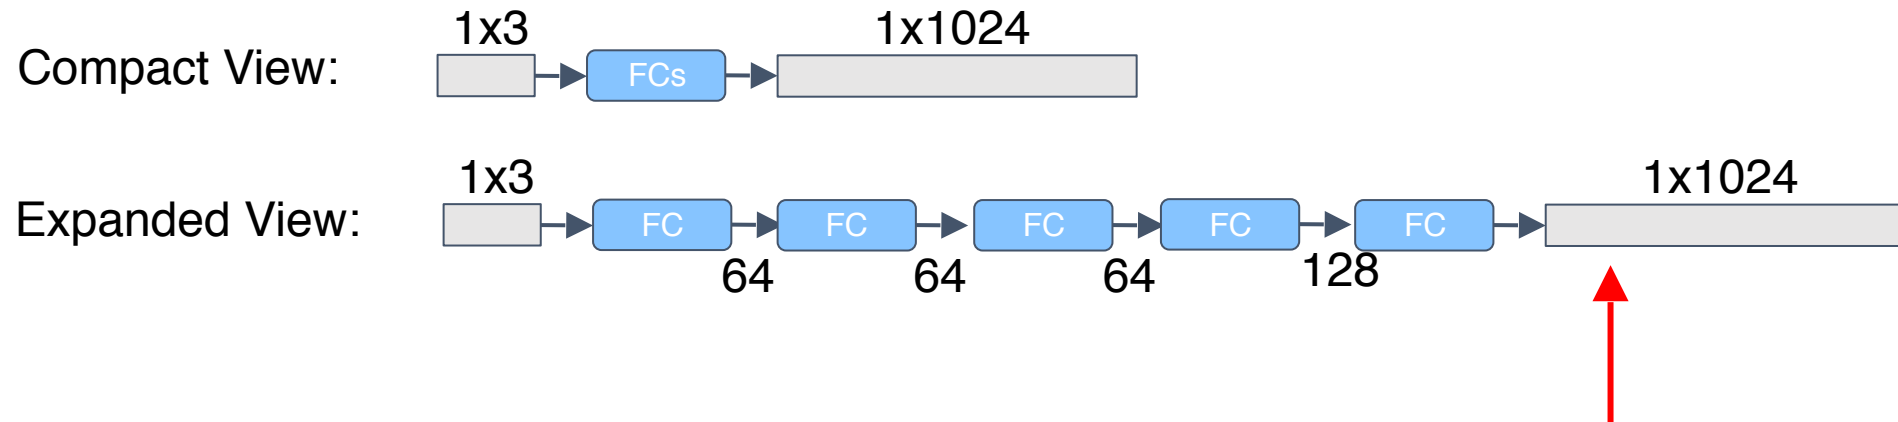 1x3 1x1024
Compact View: FCs
1x3 1x1024
Expanded View: FC FC FC FC FC
64 64 64 128